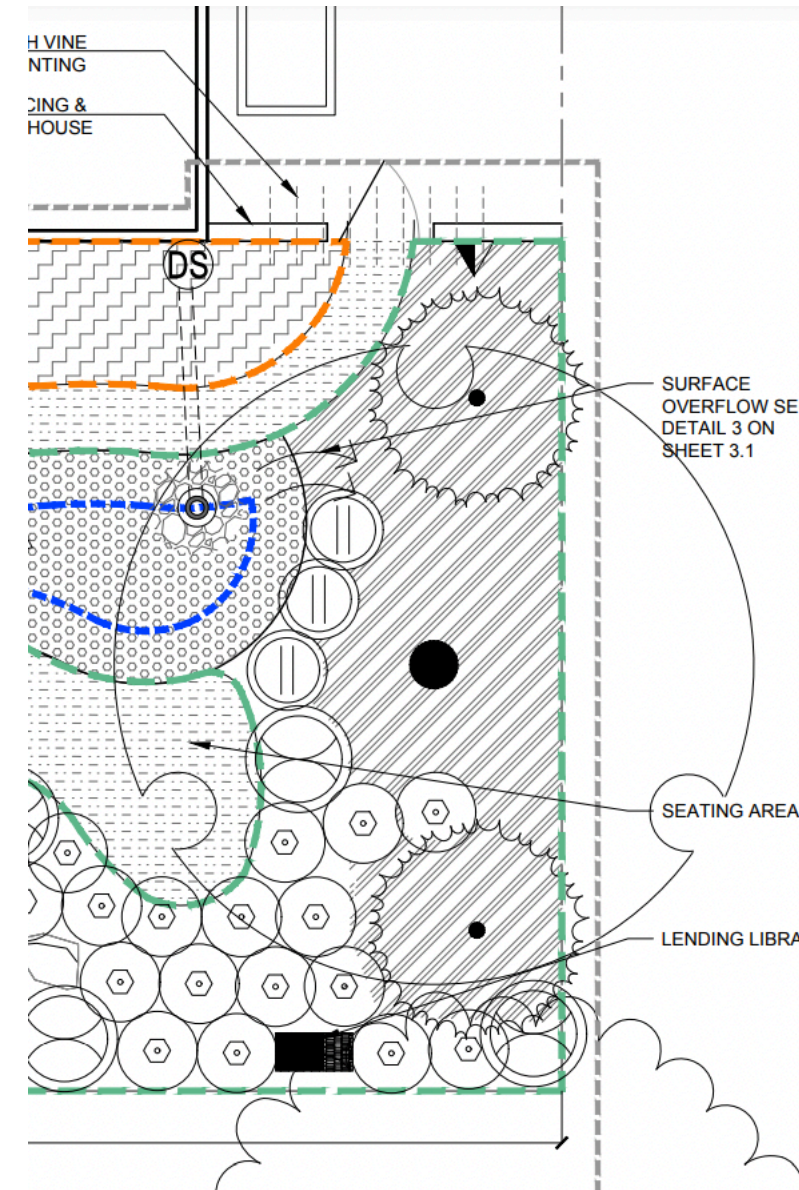 H VINE
NTING
CING &
HOUSE
DS
SURFACE
OVERFLOW SE
DETAIL 3 ON
SHEET 3.1
SEATING AREA
LENDING LIBRA